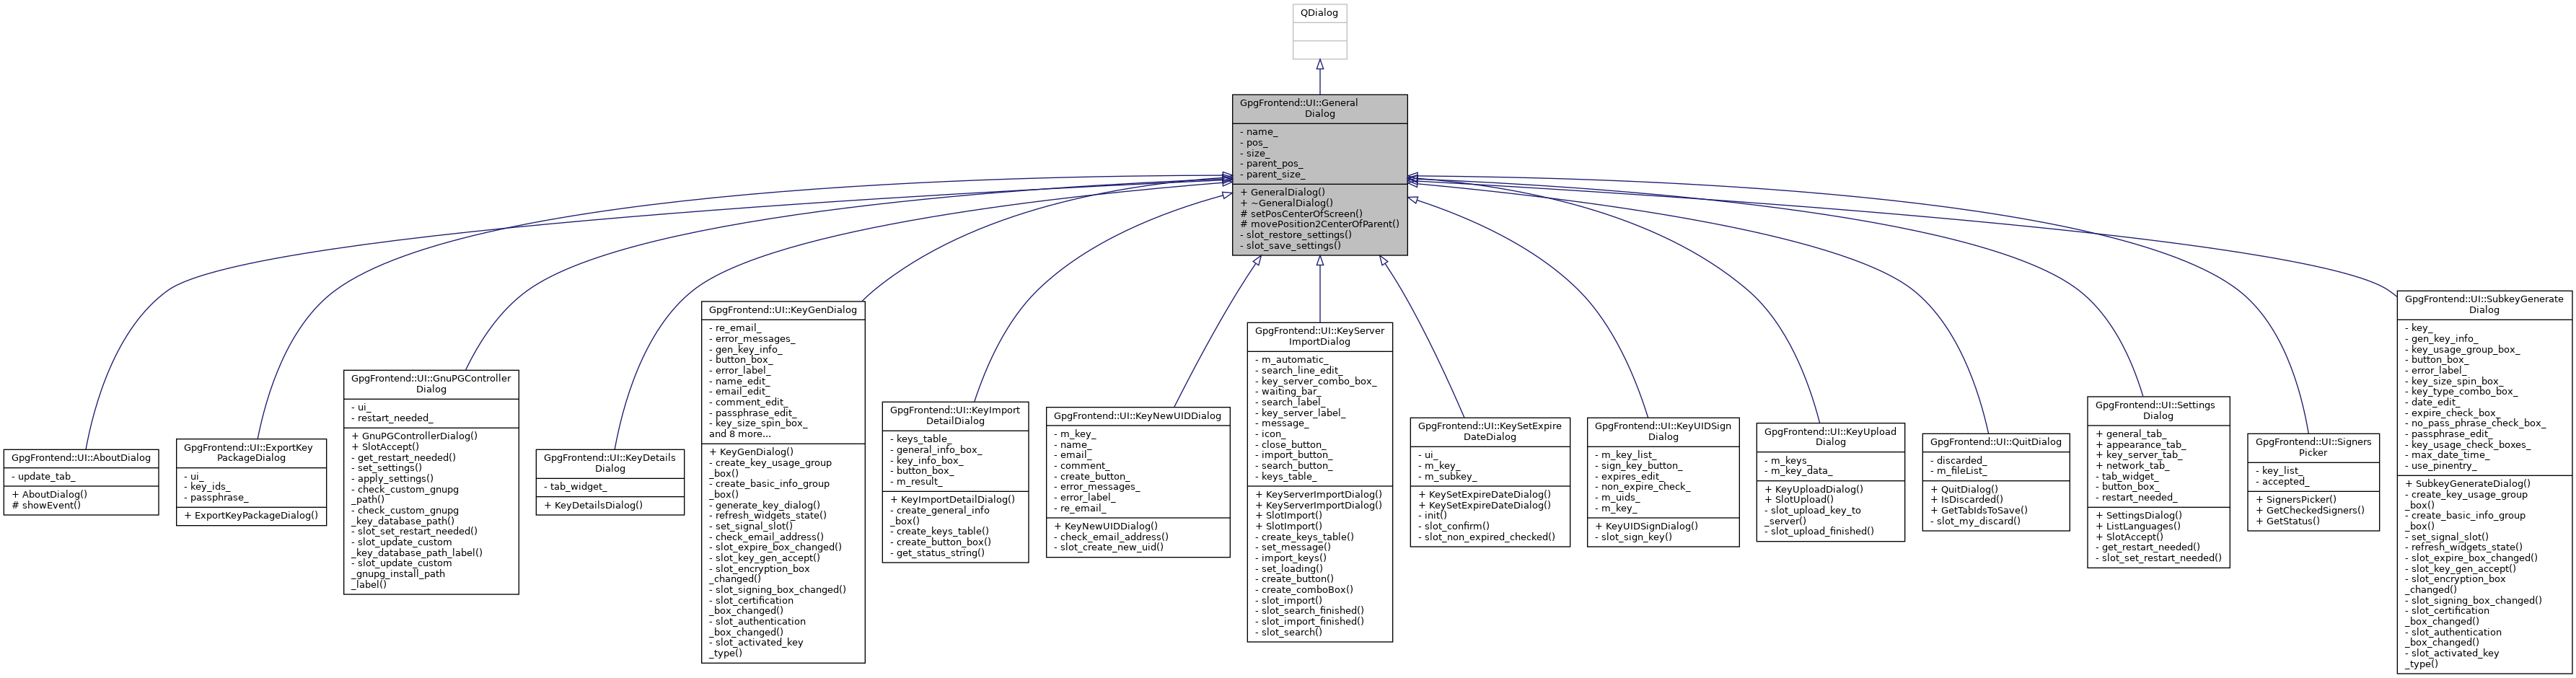 QDialog
GpgFrontend::UI::General
Dialog
- name_
- pos_
- size_
- parent_pos_
- parent_size_
+ GeneralDialog()
+ ~GeneralDialog()
# setPosCenterOfScreen()
# movePosition2CenterOfParent()
- slot_restore_settings()
- slot_save_settings()
GpgFrontend::UI::AboutDialog
- update_tab_
+ AboutDialog()
# showEvent()
GpgFrontend::UI::ExportKey
PackageDialog
- ui_
- key_ids_
- passphrase_
+ ExportKeyPackageDialog()
GpgFrontend::UI::GnuPGController
Dialog
- ui_
- restart_needed_
+ GnuPGControllerDialog()
+ SlotAccept()
- get_restart_needed()
- set_settings()
- apply_settings()
- check_custom_gnupg
_path()
- check_custom_gnupg
_key_database_path()
- slot_set_restart_needed()
- slot_update_custom
_key_database_path_label()
- slot_update_custom
_gnupg_install_path
_label()
GpgFrontend::UI::KeyDetails
Dialog
- tab_widget_
+ KeyDetailsDialog()
GpgFrontend::UI::KeyGenDialog
- re_email_
- error_messages_
- gen_key_info_
- button_box_
- error_label_
- name_edit_
- email_edit_
- comment_edit_
- passphrase_edit_
- key_size_spin_box_
and 8 more...
+ KeyGenDialog()
- create_key_usage_group
_box()
- create_basic_info_group
_box()
- generate_key_dialog()
- refresh_widgets_state()
- set_signal_slot()
- check_email_address()
- slot_expire_box_changed()
- slot_key_gen_accept()
- slot_encryption_box
_changed()
- slot_signing_box_changed()
- slot_certification
_box_changed()
- slot_authentication
_box_changed()
- slot_activated_key
_type()
GpgFrontend::UI::KeyImport
DetailDialog
- keys_table_
- general_info_box_
- key_info_box_
- button_box_
- m_result_
+ KeyImportDetailDialog()
- create_general_info
_box()
- create_keys_table()
- create_button_box()
- get_status_string()
GpgFrontend::UI::KeyNewUIDDialog
- m_key_
- name_
- email_
- comment_
- create_button_
- error_messages_
- error_label_
- re_email_
+ KeyNewUIDDialog()
- check_email_address()
- slot_create_new_uid()
GpgFrontend::UI::KeyServer
ImportDialog
- m_automatic_
- search_line_edit_
- key_server_combo_box_
- waiting_bar_
- search_label_
- key_server_label_
- message_
- icon_
- close_button_
- import_button_
- search_button_
- keys_table_
+ KeyServerImportDialog()
+ KeyServerImportDialog()
+ SlotImport()
+ SlotImport()
- create_keys_table()
- set_message()
- import_keys()
- set_loading()
- create_button()
- create_comboBox()
- slot_import()
- slot_search_finished()
- slot_import_finished()
- slot_search()
GpgFrontend::UI::KeySetExpire
DateDialog
- ui_
- m_key_
- m_subkey_
+ KeySetExpireDateDialog()
+ KeySetExpireDateDialog()
- init()
- slot_confirm()
- slot_non_expired_checked()
GpgFrontend::UI::KeyUIDSign
Dialog
- m_key_list_
- sign_key_button_
- expires_edit_
- non_expire_check_
- m_uids_
- m_key_
+ KeyUIDSignDialog()
- slot_sign_key()
GpgFrontend::UI::KeyUpload
Dialog
- m_keys_
- m_key_data_
+ KeyUploadDialog()
+ SlotUpload()
- slot_upload_key_to
_server()
- slot_upload_finished()
GpgFrontend::UI::QuitDialog
- discarded_
- m_fileList_
+ QuitDialog()
+ IsDiscarded()
+ GetTabIdsToSave()
- slot_my_discard()
GpgFrontend::UI::Settings
Dialog
+ general_tab_
+ appearance_tab_
+ key_server_tab_
+ network_tab_
- tab_widget_
- button_box_
- restart_needed_
+ SettingsDialog()
+ ListLanguages()
+ SlotAccept()
- get_restart_needed()
- slot_set_restart_needed()
GpgFrontend::UI::Signers
Picker
- key_list_
- accepted_
+ SignersPicker()
+ GetCheckedSigners()
+ GetStatus()
GpgFrontend::UI::SubkeyGenerate
Dialog
- key_
- gen_key_info_
- key_usage_group_box_
- button_box_
- error_label_
- key_size_spin_box_
- key_type_combo_box_
- date_edit_
- expire_check_box_
- no_pass_phrase_check_box_
- passphrase_edit_
- key_usage_check_boxes_
- max_date_time_
- use_pinentry_
+ SubkeyGenerateDialog()
- create_key_usage_group
_box()
- create_basic_info_group
_box()
- set_signal_slot()
- refresh_widgets_state()
- slot_expire_box_changed()
- slot_key_gen_accept()
- slot_encryption_box
_changed()
- slot_signing_box_changed()
- slot_certification
_box_changed()
- slot_authentication
_box_changed()
- slot_activated_key
_type()